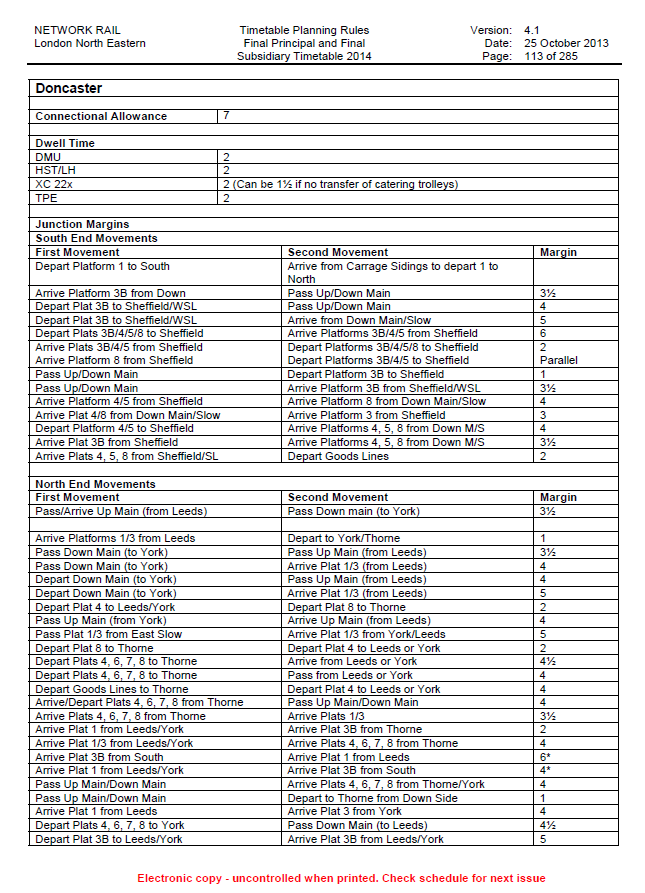 NETWORK RAIL Timetable Planning Rules Version: 4.1
London North Eastern Final Principal and Final Date: 25 October 2013
Subsidiary Timetable 2014 Page: 113 of 285
Doncaster
Connectional Allowance 7
Dwell Time
DMU 2
HST/LH 2
XC 22x 2 (Can be 1½ if no transfer of catering trolleys)
TPE 2
Junction Margins
South End Movements
First Movement Second Movement Margin
Depart Platform 1 to South Arrive from Carrage Sidings to depart 1 to
North
Arrive Platform 3B from Down Pass Up/Down Main 3½
Depart Plat 3B to Sheffield/WSL Pass Up/Down Main 4
Depart Plat 3B to Sheffield/WSL Arrive from Down Main/Slow 5
Depart Plats 3B/4/5/8 to Sheffield Arrive Platforms 3B/4/5 from Sheffield 6
Arrive Plats 3B/4/5 from Sheffield Depart Platforms 3B/4/5/8 to Sheffield 2
Arrive Platform 8 from Sheffield Depart Platforms 3B/4/5 to Sheffield Parallel
Pass Up/Down Main Depart Platform 3B to Sheffield 1
Pass Up/Down Main Arrive Platform 3B from Sheffield/WSL 3½
Arrive Platform 4/5 from Sheffield Arrive Platform 8 from Down Main/Slow 4
Arrive Plat 4/8 from Down Main/Slow Arrive Platform 3 from Sheffield 3
Depart Platform 4/5 to Sheffield Arrive Platforms 4, 5, 8 from Down M/S 4
Arrive Plat 3B from Sheffield Arrive Platforms 4, 5, 8 from Down M/S 3½
Arrive Plats 4, 5, 8 from Sheffield/SL Depart Goods Lines 2
North End Movements
First Movement Second Movement Margin
Pass/Arrive Up Main (from Leeds) Pass Down main (to York) 3½
Arrive Platforms 1/3 from Leeds Depart to York/Thorne 1
Pass Down Main (to York) Pass Up Main (from Leeds) 3½
Pass Down Main (to York) Arrive Plat 1/3 (from Leeds) 4
Depart Down Main (to York) Pass Up Main (from Leeds) 4
Depart Down Main (to York) Arrive Plat 1/3 (from Leeds) 5
Depart Plat 4 to Leeds/York Depart Plat 8 to Thorne 2
Pass Up Main (from York) Arrive Up Main (from Leeds) 4
Pass Plat 1/3 from East Slow Arrive Plat 1/3 from York/Leeds 5
Depart Plat 8 to Thorne Depart Plat 4 to Leeds or York 2
Depart Plats 4, 6, 7, 8 to Thorne Arrive from Leeds or York 4½
Depart Plats 4, 6, 7, 8 to Thorne Pass from Leeds or York 4
Depart Goods Lines to Thorne Depart Plat 4 to Leeds or York 4
Arrive/Depart Plats 4, 6, 7, 8 from Thorne Pass Up Main/Down Main 4
Arrive Plats 4, 6, 7, 8 from Thorne Arrive Plats 1/3 3½
Arrive Plat 1 from Leeds/York Arrive Plat 3B from Thorne 2
Arrive Plat 1/3 from Leeds/York Arrive Plats 4, 6, 7, 8 from Thorne 4
Arrive Plat 3B from South Arrive Plat 1 from Leeds 6*
Arrive Plat 1 from Leeds/York Arrive Plat 3B from South 4*
Pass Up Main/Down Main Arrive Plats 4, 6, 7, 8 from Thorne/York 4
Pass Up Main/Down Main Depart to Thorne from Down Side 1
Arrive Plat 1 from Leeds Arrive Plat 3 from York 4
Depart Plats 4, 6, 7, 8 to York Pass Down Main (to Leeds) 4½
Depart Plat 3B to Leeds/York Arrive Plat 3B from Leeds/York 5
Electronic copy - uncontrolled when printed. Check schedule for next issue